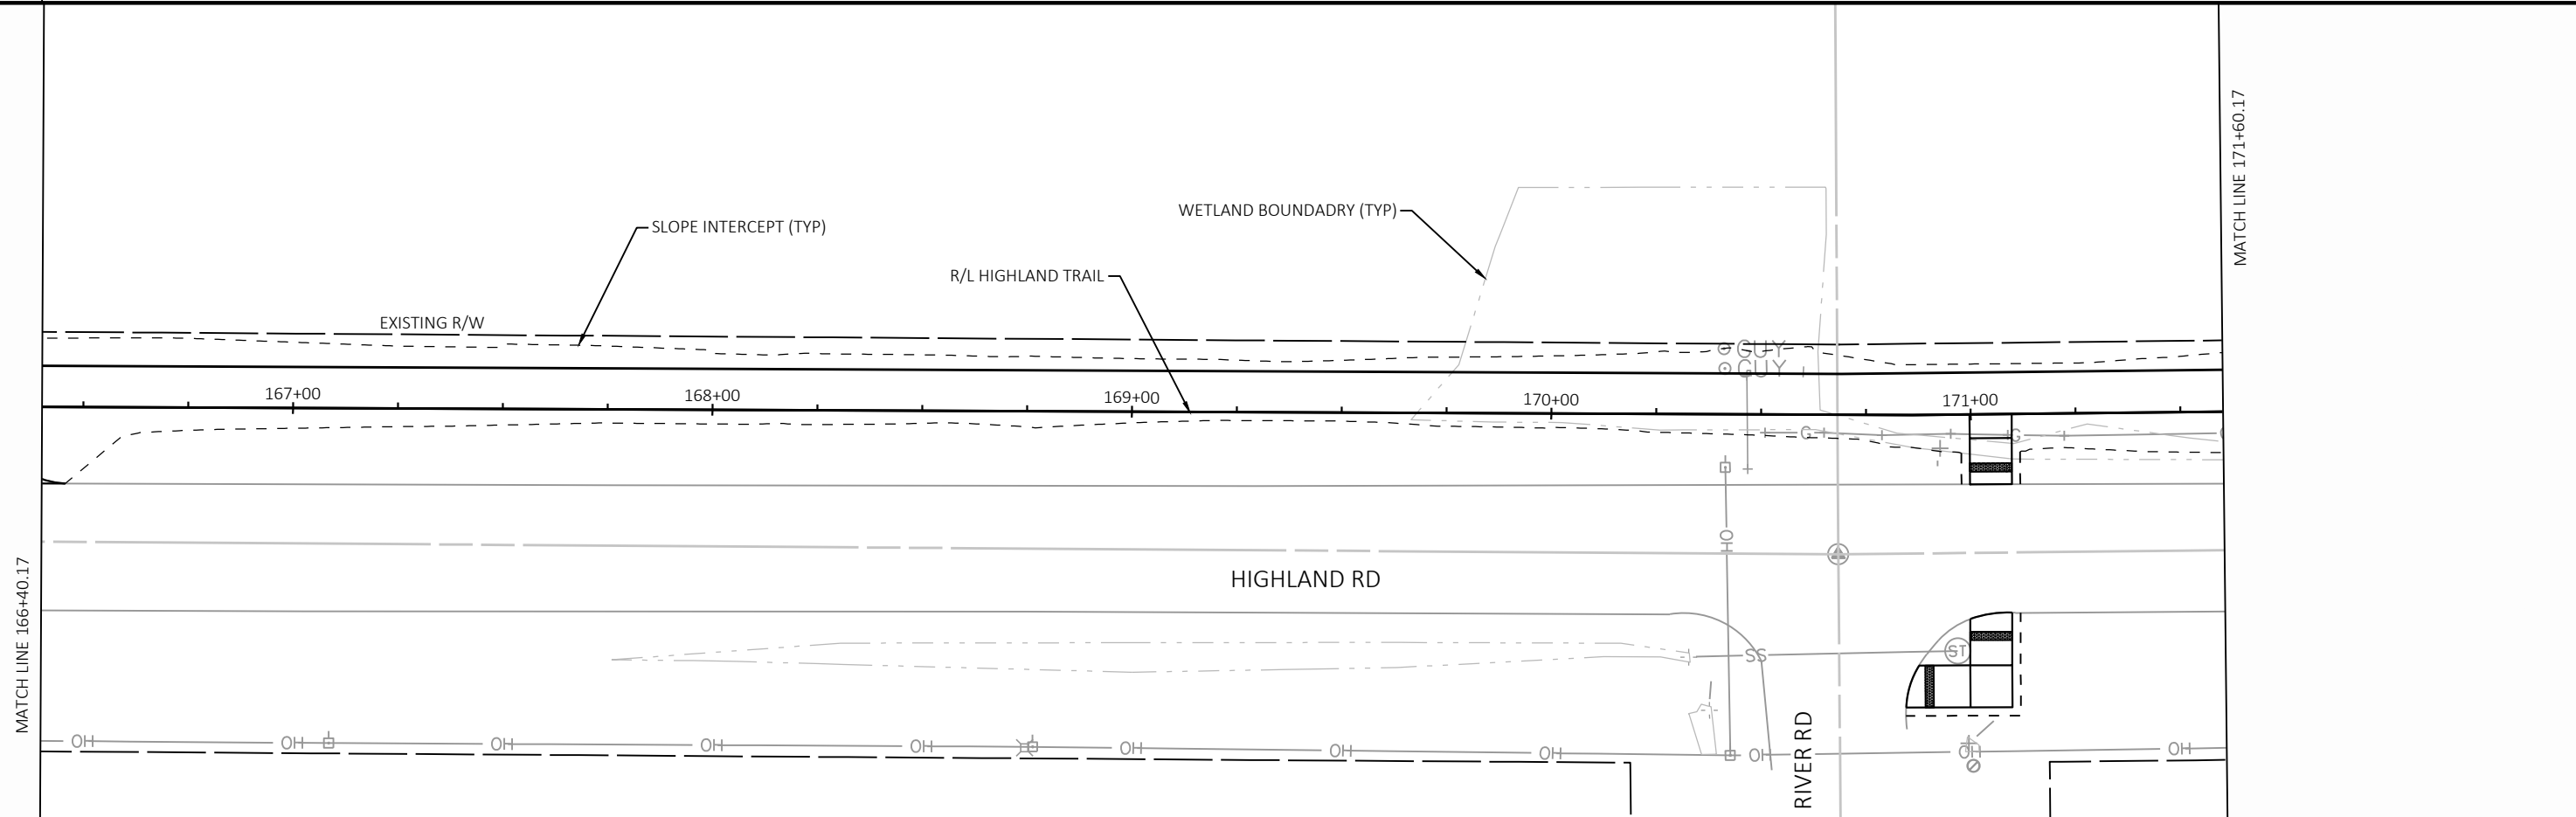 MATCH LINE 171+60.17
WETLAND BOUNDADRY (TYP)
SLOPE INTERCEPT (TYP)
R/L HIGHLAND TRAIL
EXISTING R/W
GUY
GUY
167+00
168+00
169+00
170+00
171+00
G
G
OH
HIGHLAND RD
MATCH LINE 166+40.17
SS
ST
RIVER RD
OH
OH
OH
OH
OH
OH
OH
OH
OH
OH
OH